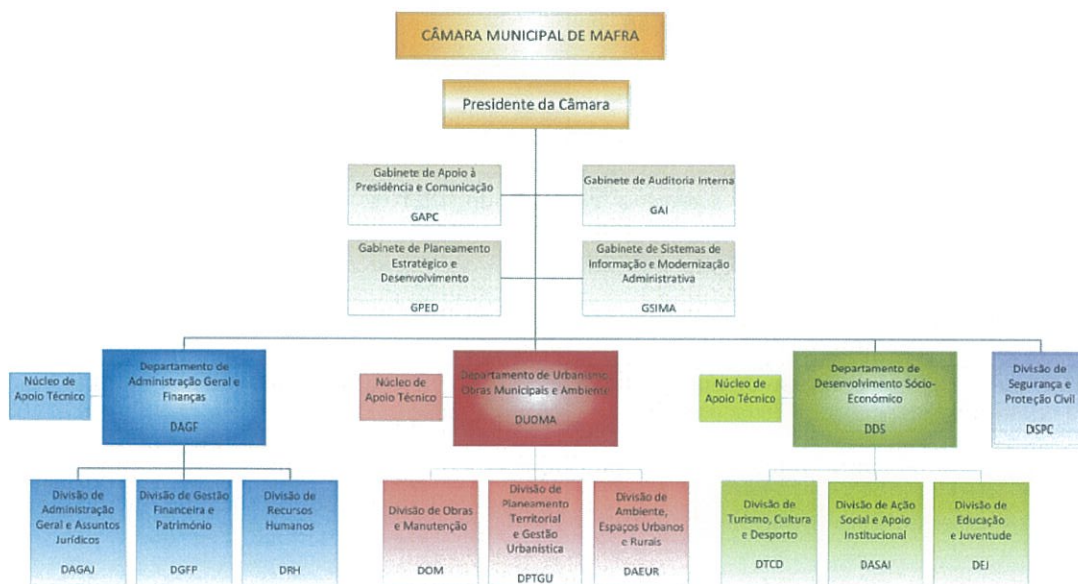 CÂMARA MUNICIPAL DE MAFRA
Presidente da Câmara
Gabinete de Apoio à
Presidência e Comunicação
GAPC
Gabinete de Auditoria Interna
GAI
Gabinete de Planeamento
Estratégico e
Desenvolvimento
GPED
Gabinete de Sistemas de
Informação e Modernização
Administrativa
GSIMA
Núcleo de
Apoio Técnico
Departamento de
Administração Geral e
Finanças
DAGF
Núcleo de
Apoio Técnico
Departamento de Urbanismo,
Obras Municipais e Ambiente
DUOMA
Núcleo de
Apoio Técnico
Departamento de
Desenvolvimento Sócio-
Económico
DDS
Divisão de
Segurança e
Proteção Civil
DISPC
Divisão de
Administração
Geral e Assuntos
Jurídicos
DAGAJ
Divisão de Gestão
Financeira e
Património
DGFP
Divisão de
Recursos
Humanos
DRH
Divisão de Obras
e Manutenção
DOM
Divisão de
Planeamento
Territorial
e Gestão
Urbanística
DPTGU
Divisão de
Ambiente,
Espaços Urbanos
e Rurais
DAEUR
Divisão de
Turismo, Cultura
e Desporto
DTCD
Divisão de Ação
Social e Apoio
Institucional
DASAI
Divisão de
Educação
e Juventude
DEJ